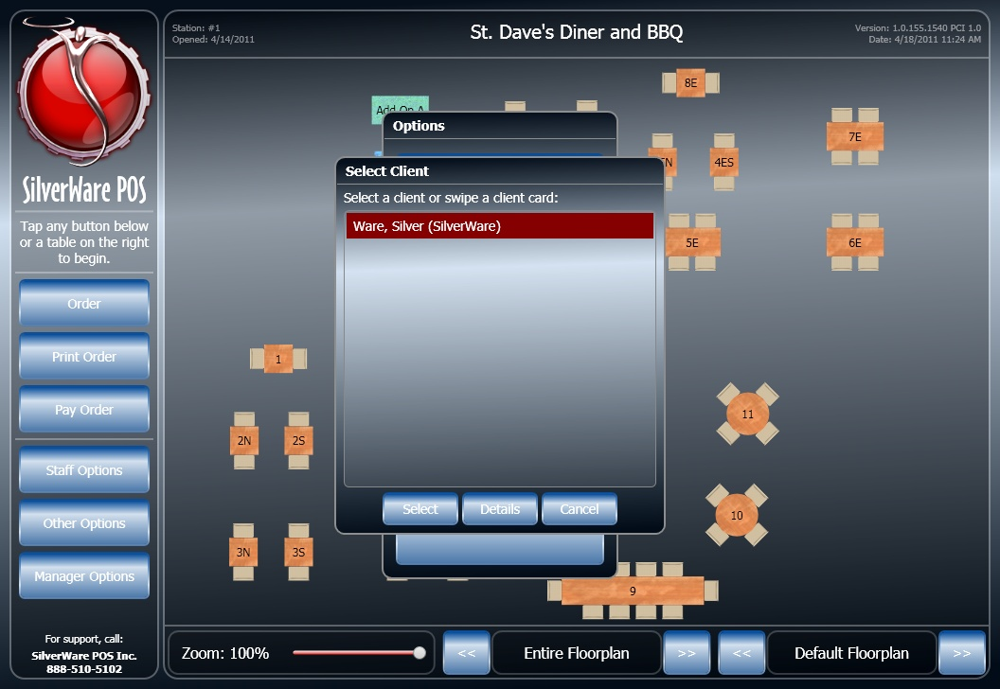 Station: #1
Opened: 4/14/2011
St. Dave's Diner and BBQ
Version: 1.0.155.1540 PCI 1.0
Date: 4/18/2011 11:24 AM
SilverWare POS
Tap any button below
or a table on the right
to begin.
Order
Print Order
Pay Order
Staff Options
Other Options
Manager Options
For support, call:
SilverWare POS Inc.
888-510-5102
8E
Add On A
Options
7E
4ES
Select Client
Select a client or swipe a client card:
Ware, Silver (SilverWare)
5E
6E
1
11
2N
2S
Select
Details
Cancel
10
3N
3S
9
Zoom: 100%
<<
Entire Floorplan
>>
<<
Default Floorplan
>>